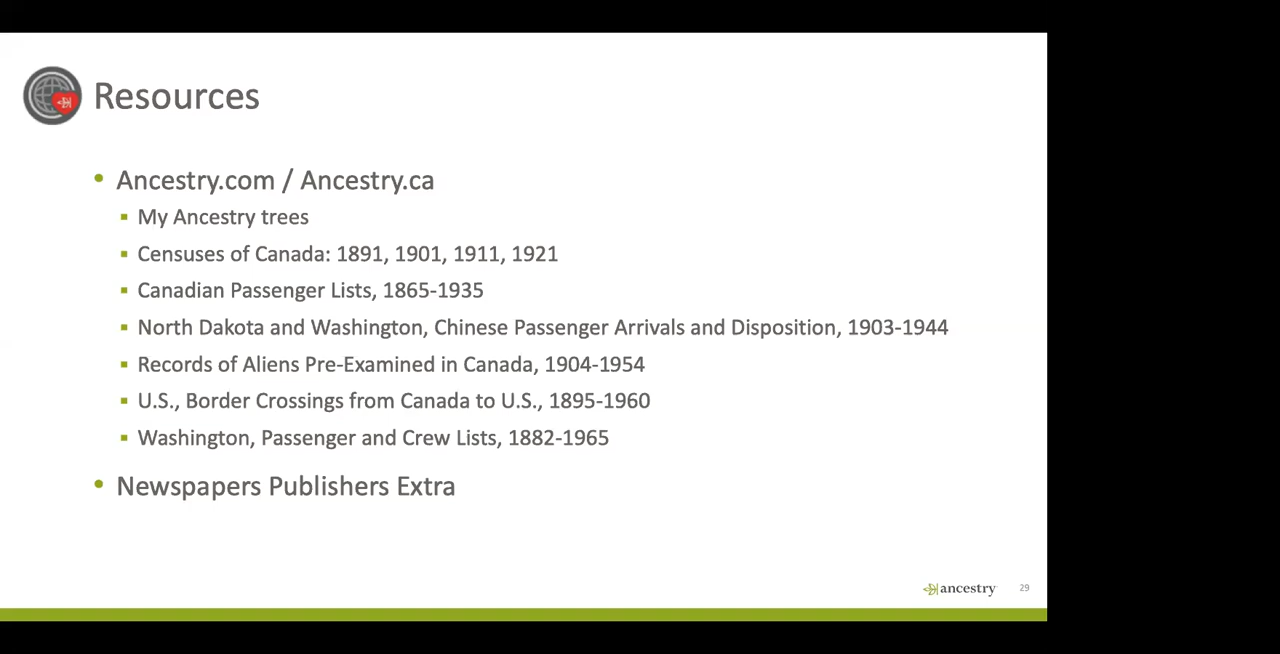 Resources
• Ancestry.com / Ancestry.ca
▪ My Ancestry trees
▪ Censuses of Canada: 1891, 1901, 1911, 1921
▪ Canadian Passenger Lists, 1865-1935
▪ North Dakota and Washington, Chinese Passenger Arrivals and Disposition, 1903-1944
▪ Records of Aliens Pre-Examined in Canada, 1904-1954
▪ U.S., Border Crossings from Canada to U.S., 1895-1960
▪ Washington, Passenger and Crew Lists, 1882-1965
• Newspapers Publishers Extra
ancestry 29